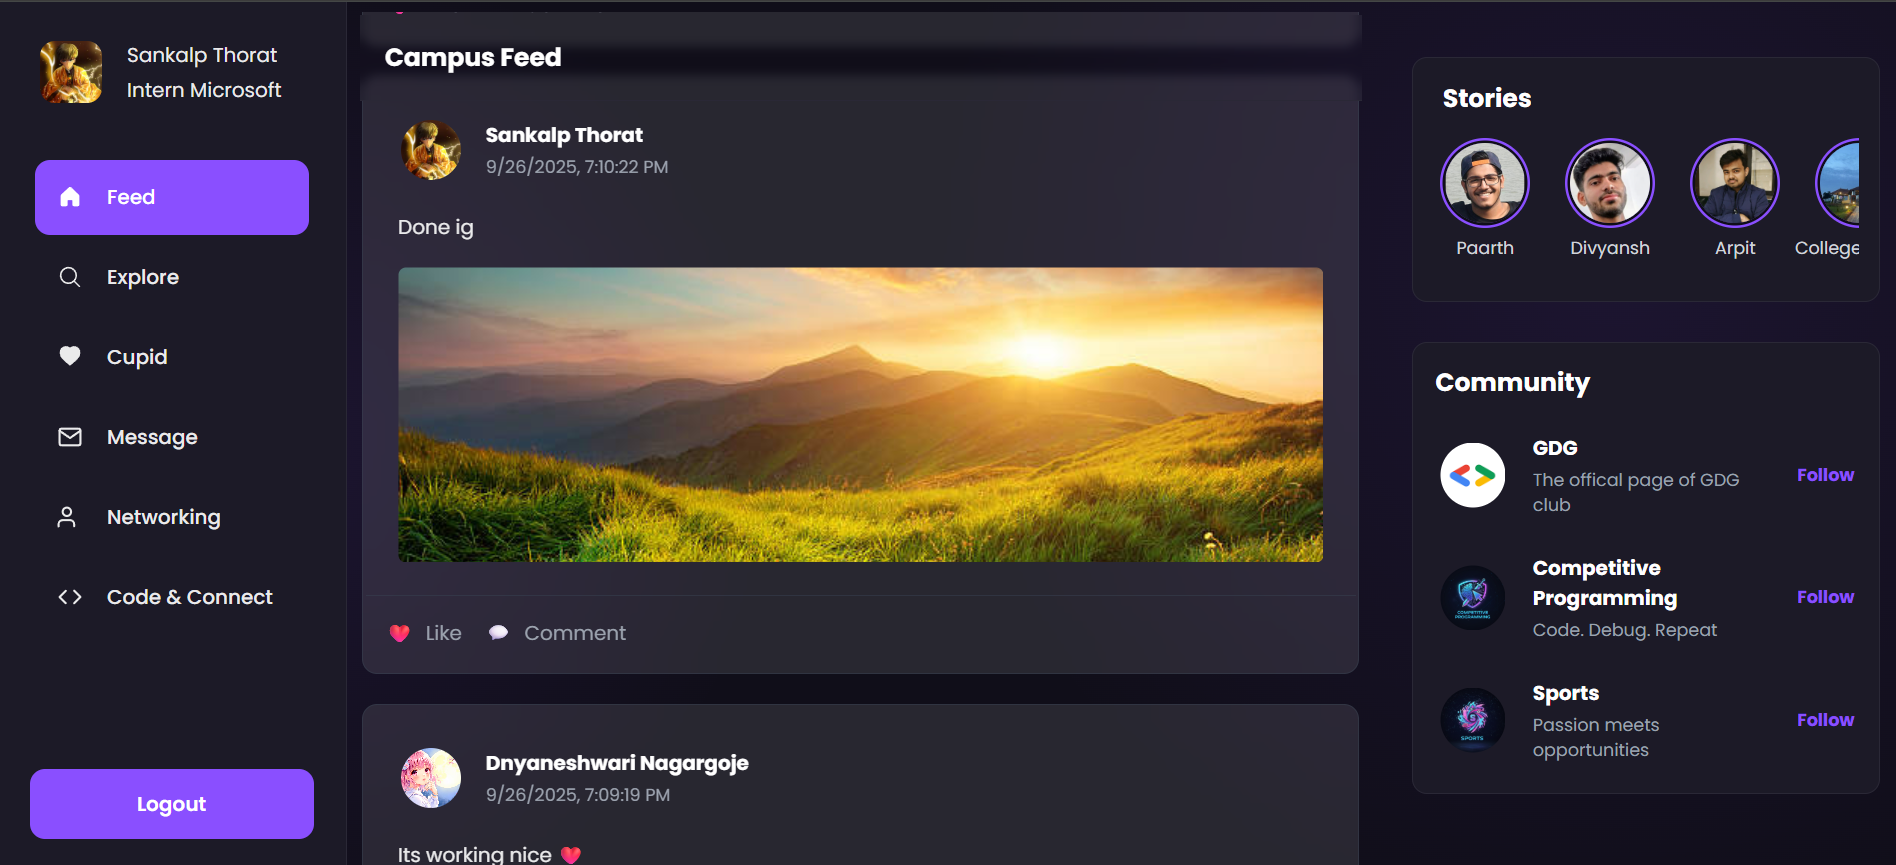 Sankalp Thorat
Intern Microsoft
Feed
Explore
Cupid
Message
Networking
Code & Connect
Logout
Campus Feed
Sankalp Thorat
9/26/2025, 7:10:22 PM
Done ig
Like
Comment
Dnyaneshwari Nagargoje
9/26/2025, 7:09:19 PM
Its working nice ❤️
Stories
Paarth
Divyansh
Arpit
College
Community
GDG
The offical page of GDG
club
Follow
Competitive
Programming
Code. Debug. Repeat
Follow
COMPETITIVE
PROGRAMMING
Sports
Passion meets
opportunities
Follow
SPORTS